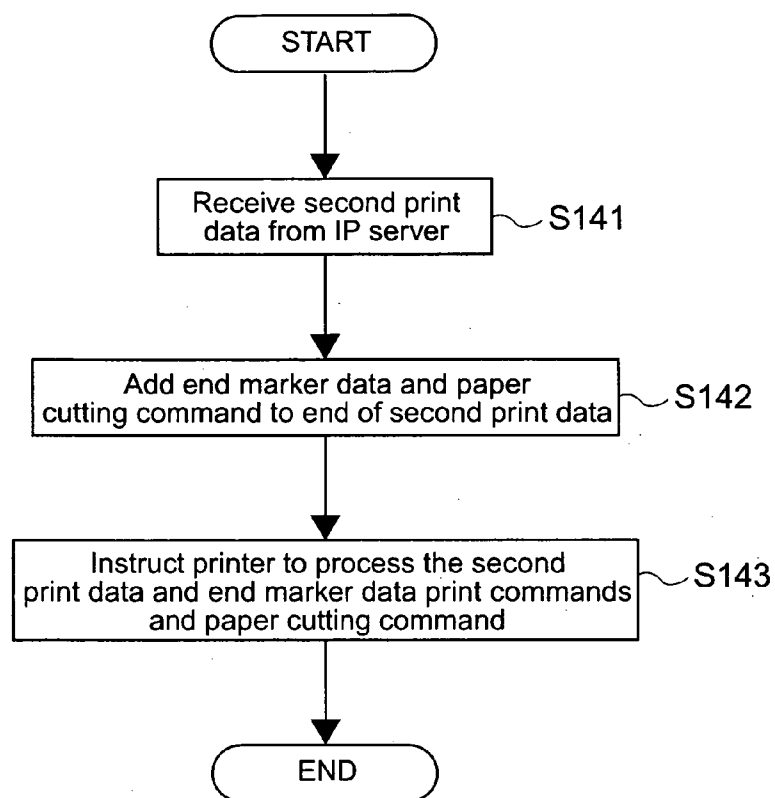 START
Receive second print
data from IP server
S141
Add end marker data and paper
cutting command to end of second print data
S142
Instruct printer to process the second
print data and end marker data print commands
and paper cutting command
S143
END